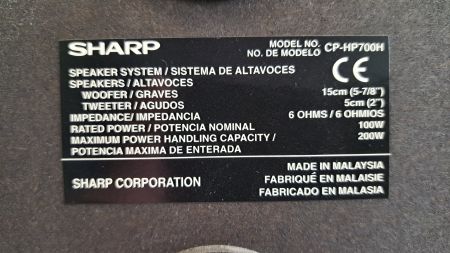 SHARP MODEL NO. CP-HP700H
NO. DE MODELO
SPEAKER SYSTEM / SISTEMA DE ALTAVOCES CE
SPEAKERS / ALTAVOCES
WOOFER / GRAVES 15cm (5-7/8")
TWEETER / AGUDOS 5cm (2")
IMPEDANCE/ IMPEDANCIA 6 OHMS / 6 OHMIOS
RATED POWER / POTENCIA NOMINAL 100W
MAXIMUM POWER HANDLING CAPACITY / 200W
POTENCIA MAXIMA DE ENTERADA
MADE IN MALAYSIA
SHARP CORPORATION FABRIQUÉ EN MALAISIE
FABRICADO EN MALASIA